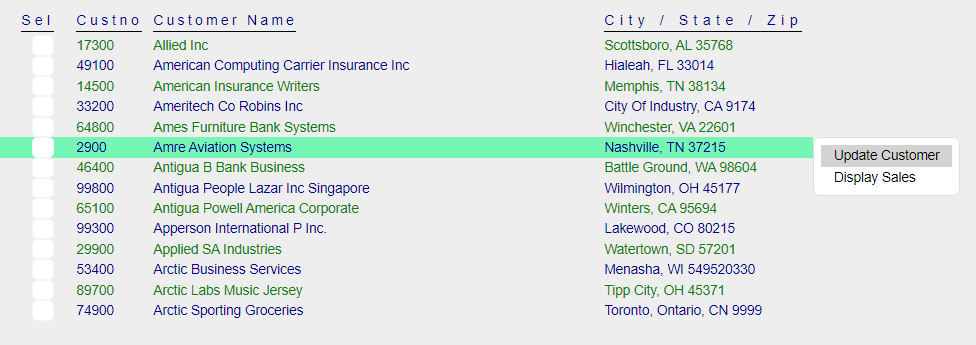 Sel Custno Customer Name City / State / Zip
17300 Allied Inc Scottsboro, AL 35768
49100 American Computing Carrier Insurance Inc Hialeah, FL 33014
14500 American Insurance Writers Memphis, TN 38134
33200 Ameritech Co Robins Inc City Of Industry, CA 9174
64800 Ames Furniture Bank Systems Winchester, VA 22601
2900 Amre Aviation Systems Nashville, TN 37215
Update Customer
46400 Antigua B Bank Business Battle Ground, WA 98604
Display Sales
99800 Antigua People Lazar Inc Singapore Wilmington, OH 45177
65100 Antigua Powell America Corporate Winters, CA 95694
99300 Apperson International P Inc. Lakewood, CO 80215
29900 Applied SA Industries Watertown, SD 57201
53400 Arctic Business Services Menasha, WI 549520330
89700 Arctic Labs Music Jersey Tipp City, OH 45371
74900 Arctic Sporting Groceries Toronto, Ontario, CN 9999